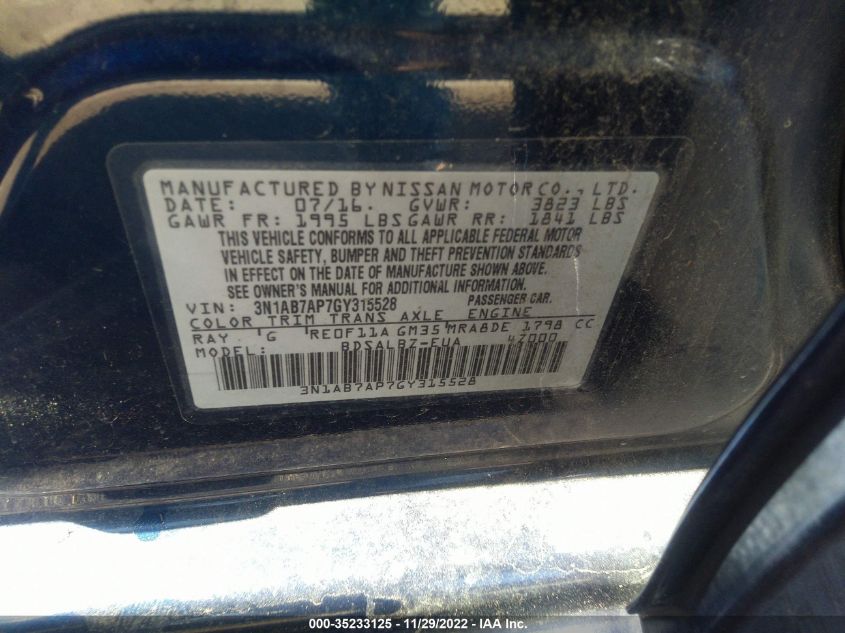 MANUFACTURED BY NISSAN MOTOR CO., LTD.
DATE: 07/16. GVWR: 3823 LBS
GAWR FR: 1995 LBS GAWR RR: 1841 LBS
THIS VEHICLE CONFORMS TO ALL APPLICABLE FEDERAL MOTOR
VEHICLE SAFETY, BUMPER AND THEFT PREVENTION STANDARDS
IN EFFECT ON THE DATE OF MANUFACTURE SHOWN ABOVE.
SEE OWNER'S MANUAL FOR ADDITIONAL INFORMATION.
VIN: 3N1AB7AP7GY315528 PASSENGER CAR.
COLOR TRIM TRANS AXLE ENGINE
RAY 'G 'RE0F11A GM35'MRA8DE 1798 CC
MODEL: BDSALBZ-EUA 4Z000
3N1AB7AP7GY315528
000-35233125 - 11/29/2022 - IAA Inc.